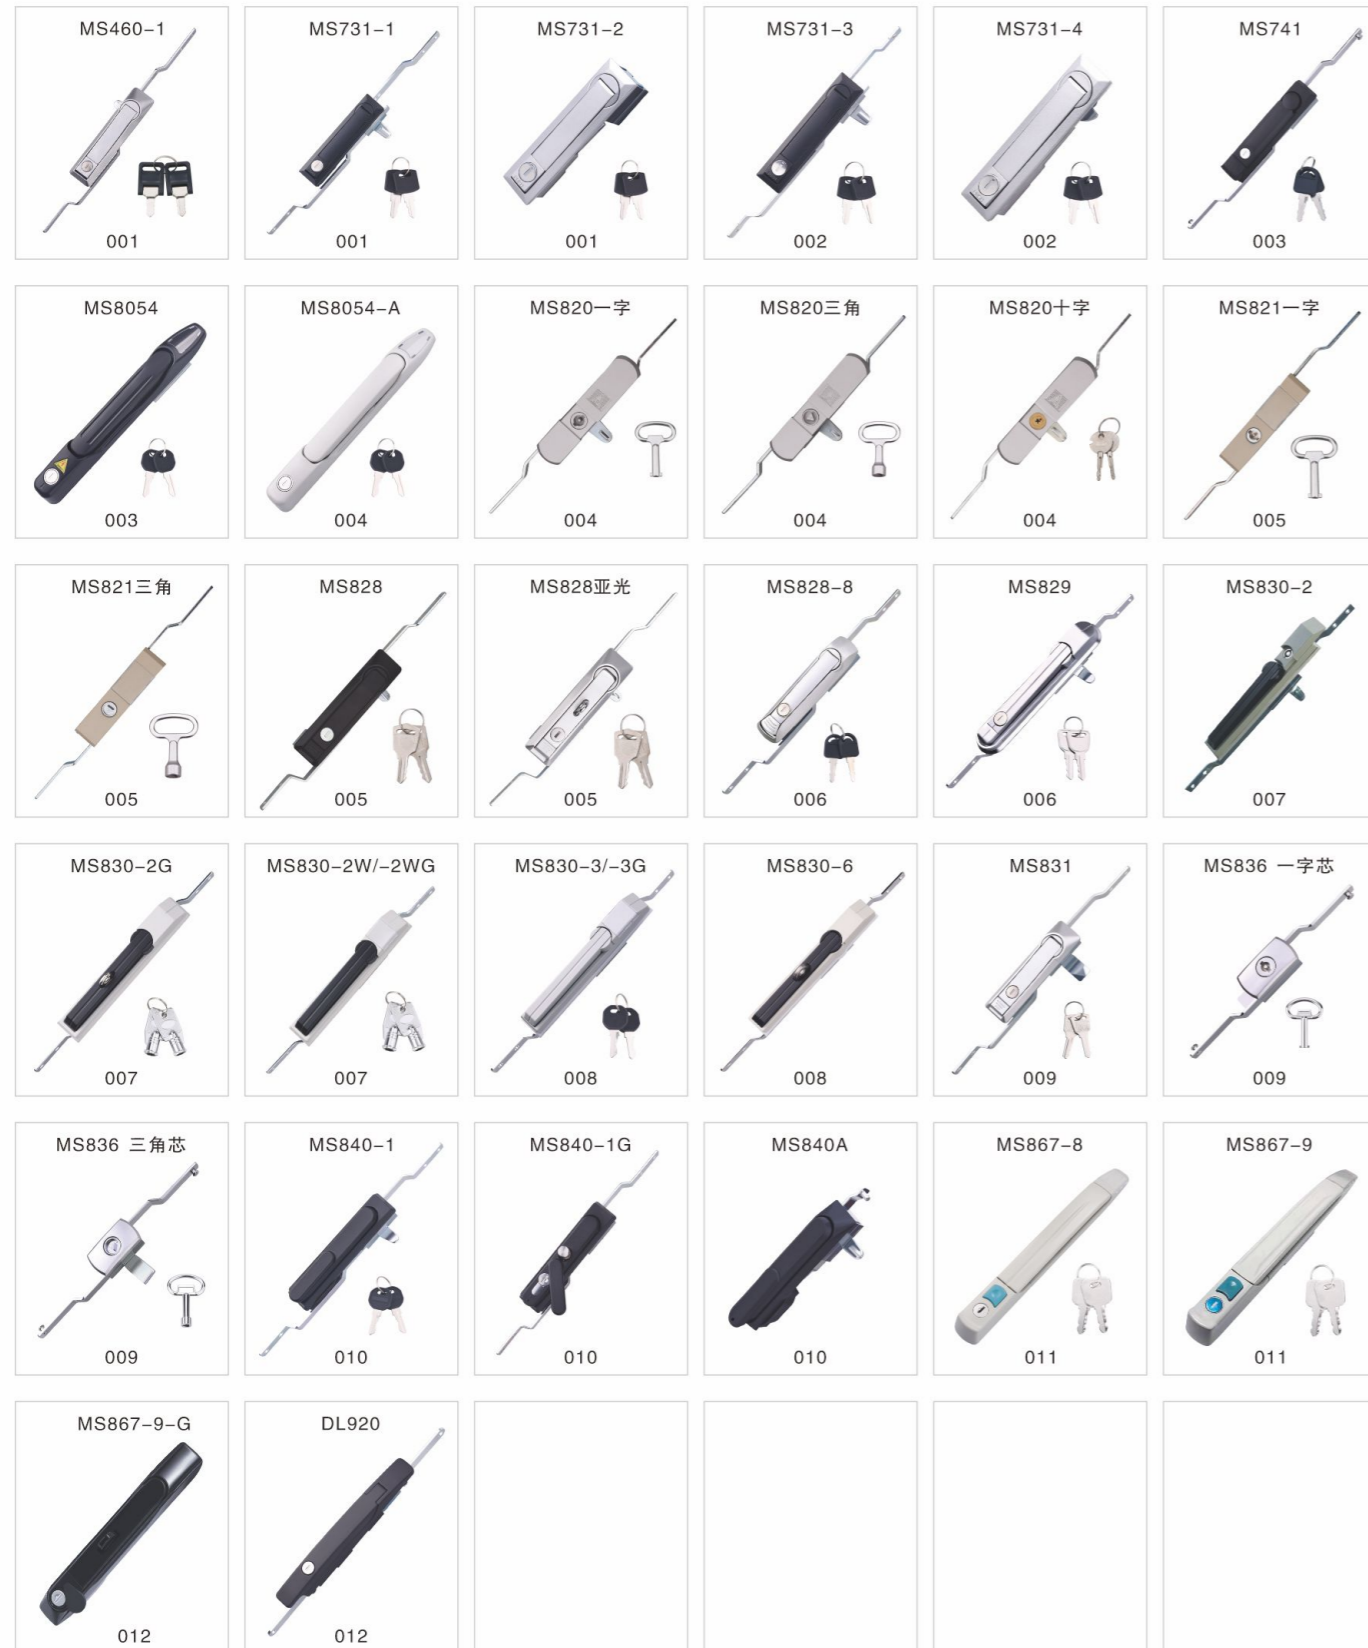 MS460-1
001
MS731-1
001
MS731-2
001
MS731-3
002
MS731-4
002
MS741
003
MS8054
003
MS8054-A
004
MS820一字
004
MS820三角
004
MS820十字
004
MS821一字
005
MS821三角
005
MS828
005
MS828亚光
005
MS828-8
006
MS829
006
MS830-2
007
MS830-2G
007
MS830-2W/-2WG
007
MS830-3/-3G
008
MS830-6
008
MS831
009
MS836 一字芯
009
MS836 三角芯
009
MS840-1
010
MS840-1G
010
MS840A
010
MS867-8
011
MS867-9
011
MS867-9-G
012
DL920
012